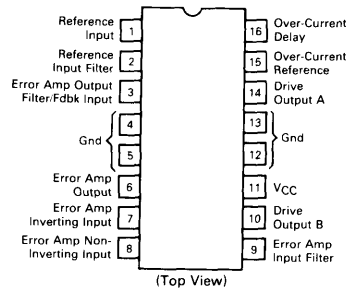 Reference
Input
1
Reference
Input Filter
2
Error Amp Output
Filter/Fdbk Input
3
Gnd
4
5
Error Amp
Output
6
Error Amp
Inverting Input
7
Error Amp Non-
Inverting Input
8
16
Over-Current
Delay
15
Over-Current
Reference
14
Drive
Output A
13
12
Gnd
11
VCC
10
Drive
Output B
9
Error Amp
Input Filter
(Top View)